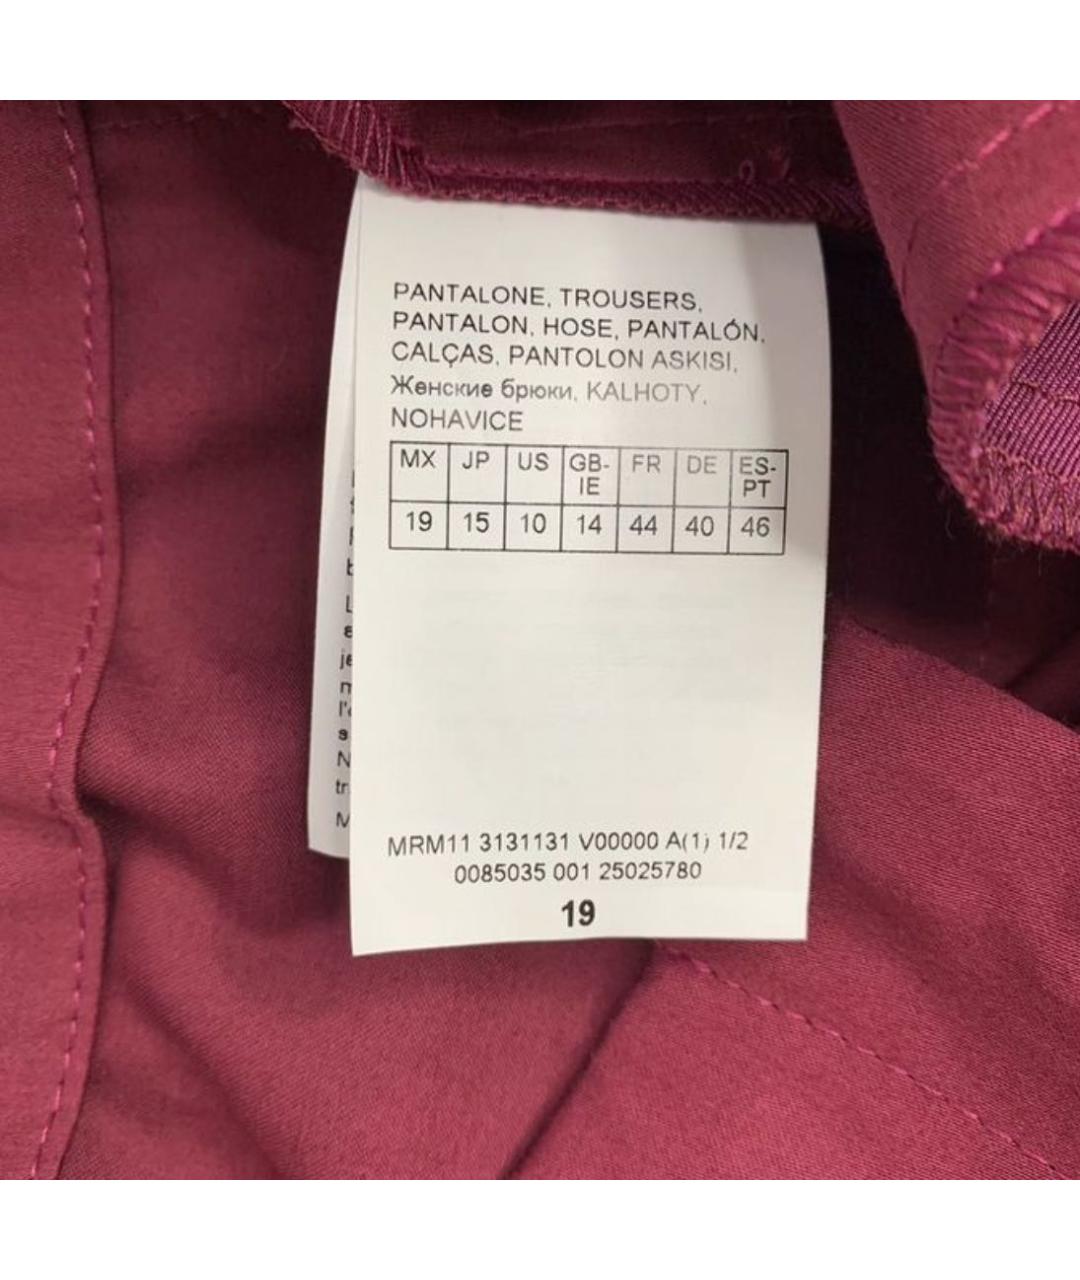 PANTALONE, TROUSERS,
PANTALON, HOSE, PANTALÓN,
CALÇAS, PANTOLON ASKISI,
Женские брюки, KALHOTY,
NOHAVICE
MX JP US GB-IE FR DE ES-PT
19 15 10 14 44 40 46
MRM11 3131131 V00000 A(1) 1/2
0085035 001 25025780
19